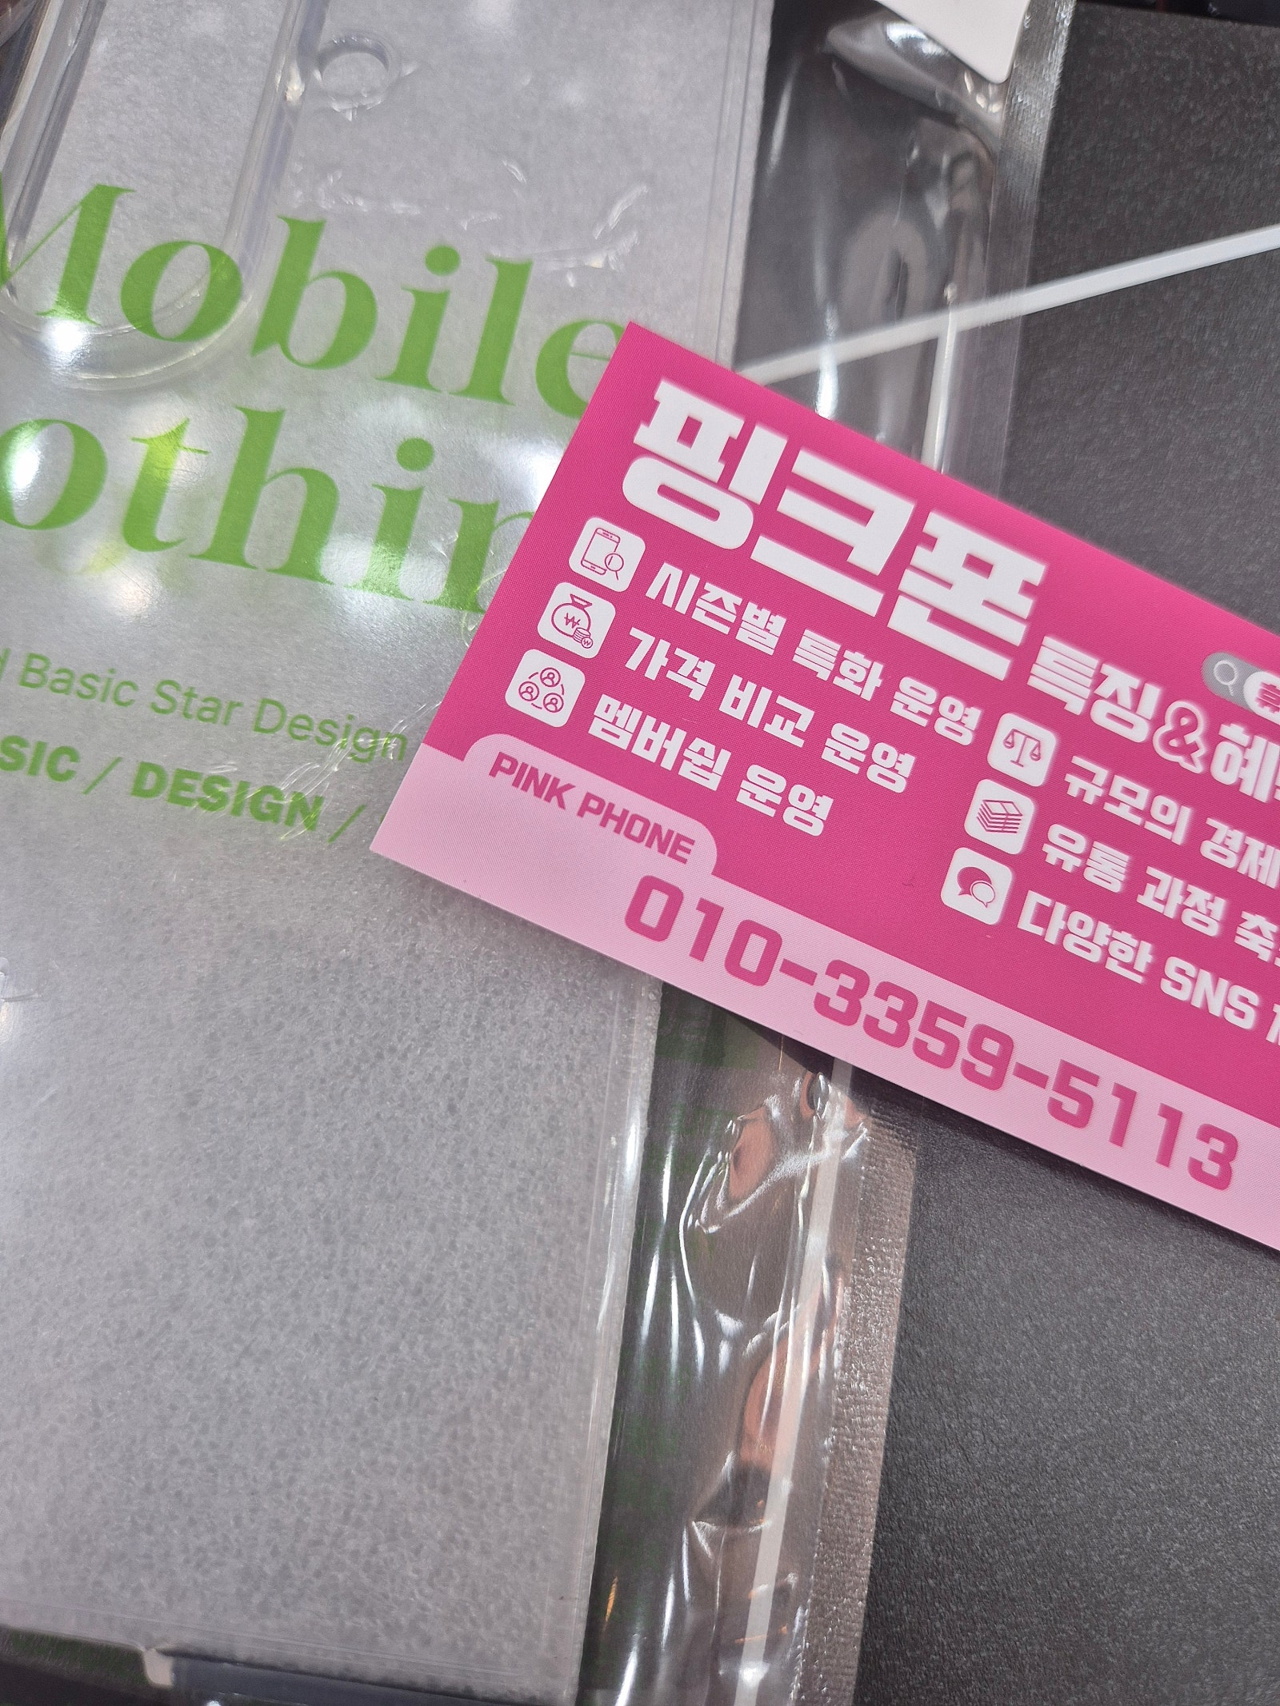 Mobile
othin
d Basic Star Design
SIC / DESIGN /
핑크폰 특징&혜
시즌별 특화 운영
가격 비교 운영
멤버쉽 운영
규모의 경제
유통 과정 축
다양한 SNS
PINK PHONE
010-3359-5113